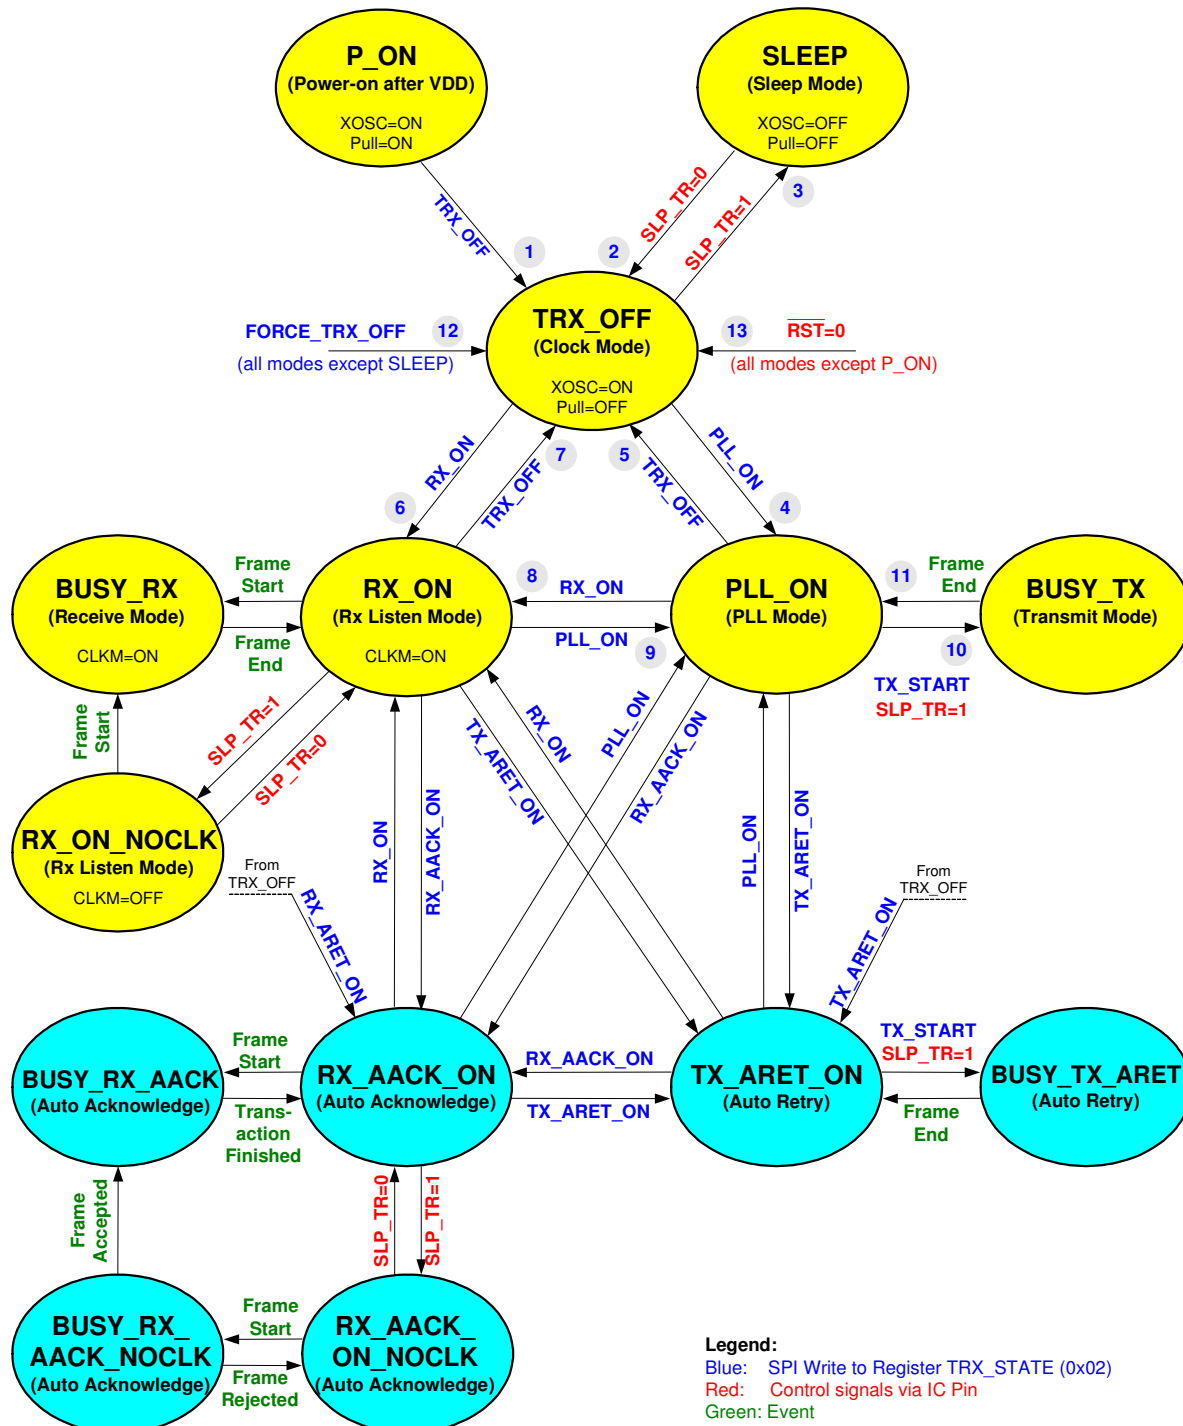 P_ON
(Power-on after VDD)
XOSC=ON
Pull=ON
SLEEP
(Sleep Mode)
XOSC=OFF
Pull=OFF
TRX_OFF
1
2
SLP_TR=0
SLP_TR=1
3
TRX_OFF
(Clock Mode)
XOSC=ON
Pull=OFF
FORCE_TRX_OFF
12
(all modes except SLEEP)
13
RST=0
(all modes except P_ON)
RX_ON
6
7
TRX_OFF
5
TRX_OFF
PLL_ON
4
BUSY_RX
(Receive Mode)
CLKM=ON
Frame
Start
Frame
End
RX_ON
(Rx Listen Mode)
CLKM=ON
8
RX_ON
PLL_ON
9
PLL_ON
(PLL Mode)
11
Frame
End
10
TX_START
SLP_TR=1
BUSY_TX
(Transmit Mode)
Frame
Start
SLP_TR=1
SLP_TR=0
RX_ON_NOCLK
(Rx Listen Mode)
CLKM=OFF
From
TRX_OFF
RX_ARET_ON
RX_ON
RX_AACK_ON
TX_ARET_ON
RX_ON
PLL_ON
RX_AACK_ON
PLL_ON
TX_ARET_ON
From
TRX_OFF
TX_ARET_ON
BUSY_RX_AACK
(Auto Acknowledge)
Frame
Start
Trans-
action
Finished
RX_AACK_ON
(Auto Acknowledge)
RX_AACK_ON
TX_ARET_ON
TX_ARET_ON
(Auto Retry)
TX_START
SLP_TR=1
Frame
End
BUSY_TX_ARET
(Auto Retry)
Frame
Accepted
SLP_TR=0
SLP_TR=1
BUSY_RX_
AACK_NOCLK
(Auto Acknowledge)
Frame
Start
Frame
Rejected
RX_AACK_
ON_NOCLK
(Auto Acknowledge)
Legend:
Blue: SPI Write to Register TRX_STATE (0x02)
Red: Control signals via IC Pin
Green: Event